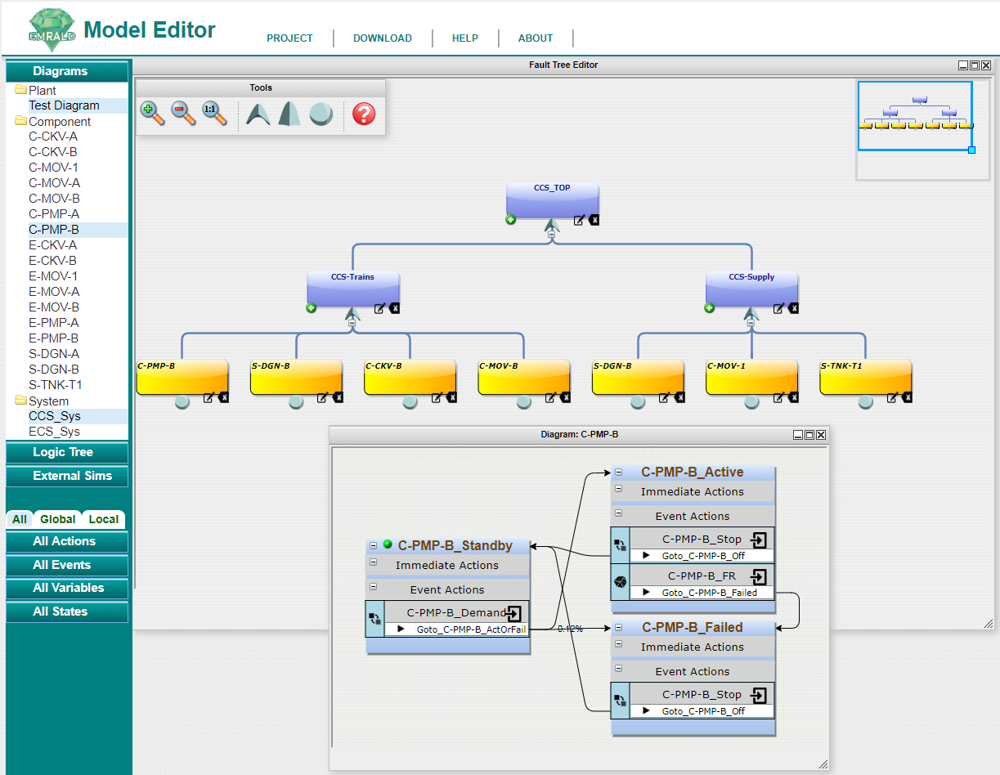 EMRALD
Model Editor
PROJECT
DOWNLOAD
HELP
ABOUT
Diagrams
Plant
Test Diagram
Component
C-CKV-A
C-CKV-B
C-MOV-1
C-MOV-A
C-MOV-B
C-PMP-A
C-PMP-B
E-CKV-A
E-CKV-B
E-MOV-1
E-MOV-A
E-MOV-B
E-PMP-A
E-PMP-B
S-DGN-A
S-DGN-B
S-TNK-T1
System
CCS_Sys
ECS_Sys
Logic Tree
External Sims
All Global Local
All Actions
All Events
All Variables
All States
Fault Tree Editor
Tools
1:1
?
CCS_TOP
CCS-Trains
CCS-Supply
C-PMP-B
S-DGN-B
C-CKV-B
C-MOV-B
S-DGN-B
C-MOV-1
S-TNK-T1
Diagram: C-PMP-B
C-PMP-B_Standby
Immediate Actions
Event Actions
C-PMP-B_Demand
Goto_C-PMP-B_ActOrFail
0.12%
C-PMP-B_Active
Immediate Actions
Event Actions
C-PMP-B_Stop
Goto_C-PMP-B_Off
C-PMP-B_FR
Goto_C-PMP-B_Failed
C-PMP-B_Failed
Immediate Actions
Event Actions
C-PMP-B_Stop
Goto_C-PMP-B_Off